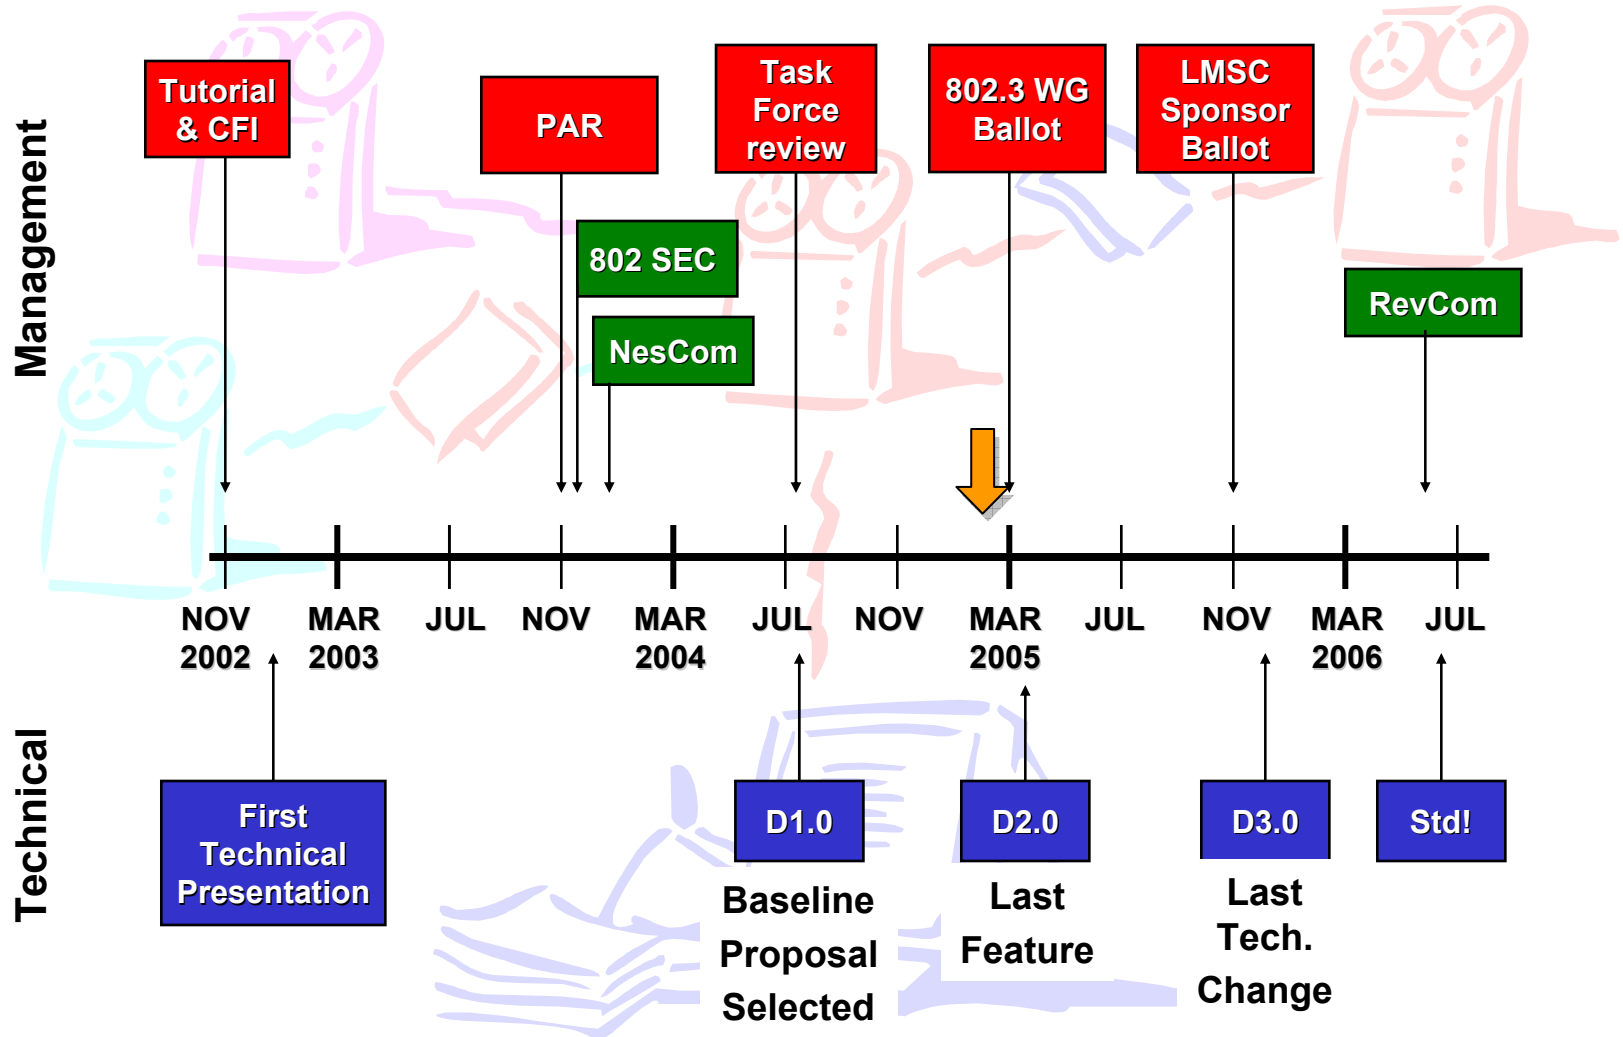 Management
Tutorial
& CFI
PAR
Task
Force
review
802.3 WG
Ballot
LMSC
Sponsor
Ballot
802 SEC
NesCom
RevCom
NOV
2002
MAR
2003
JUL
NOV
MAR
2004
JUL
NOV
MAR
2005
JUL
NOV
MAR
2006
JUL
Technical
First
Technical
Presentation
D1.0
Baseline
Proposal
Selected
D2.0
Last
Feature
D3.0
Last
Tech.
Change
Std!